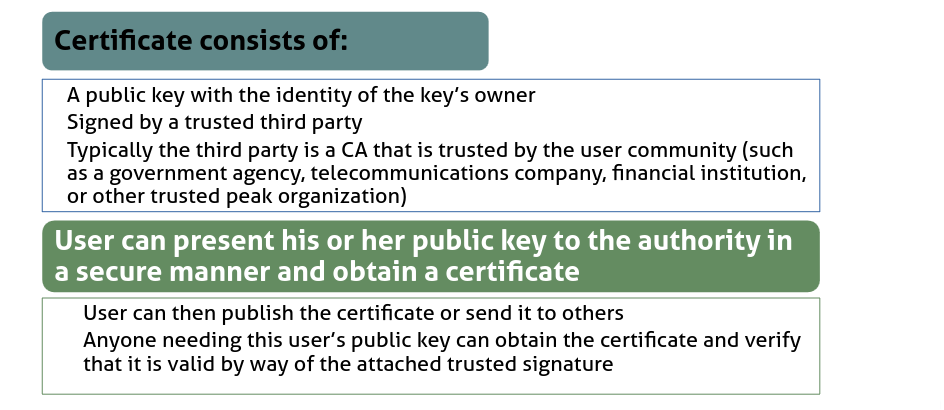 Certificate consists of:
A public key with the identity of the key’s owner
Signed by a trusted third party
Typically the third party is a CA that is trusted by the user community (such
as a government agency, telecommunications company, financial institution,
or other trusted peak organization)
User can present his or her public key to the authority in
a secure manner and obtain a certificate
User can then publish the certificate or send it to others
Anyone needing this user’s public key can obtain the certificate and verify
that it is valid by way of the attached trusted signature